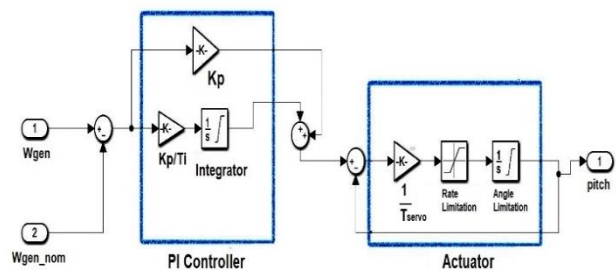 -K-
Kp
1
Wgen
+
-
-K-
Kp/Ti
1
s
Integrator
+
+
+
-
-K-
1
Tservo
Rate
Limitation
1
s
Angle
Limitation
1
pitch
2
Wgen_nom
PI Controller
Actuator